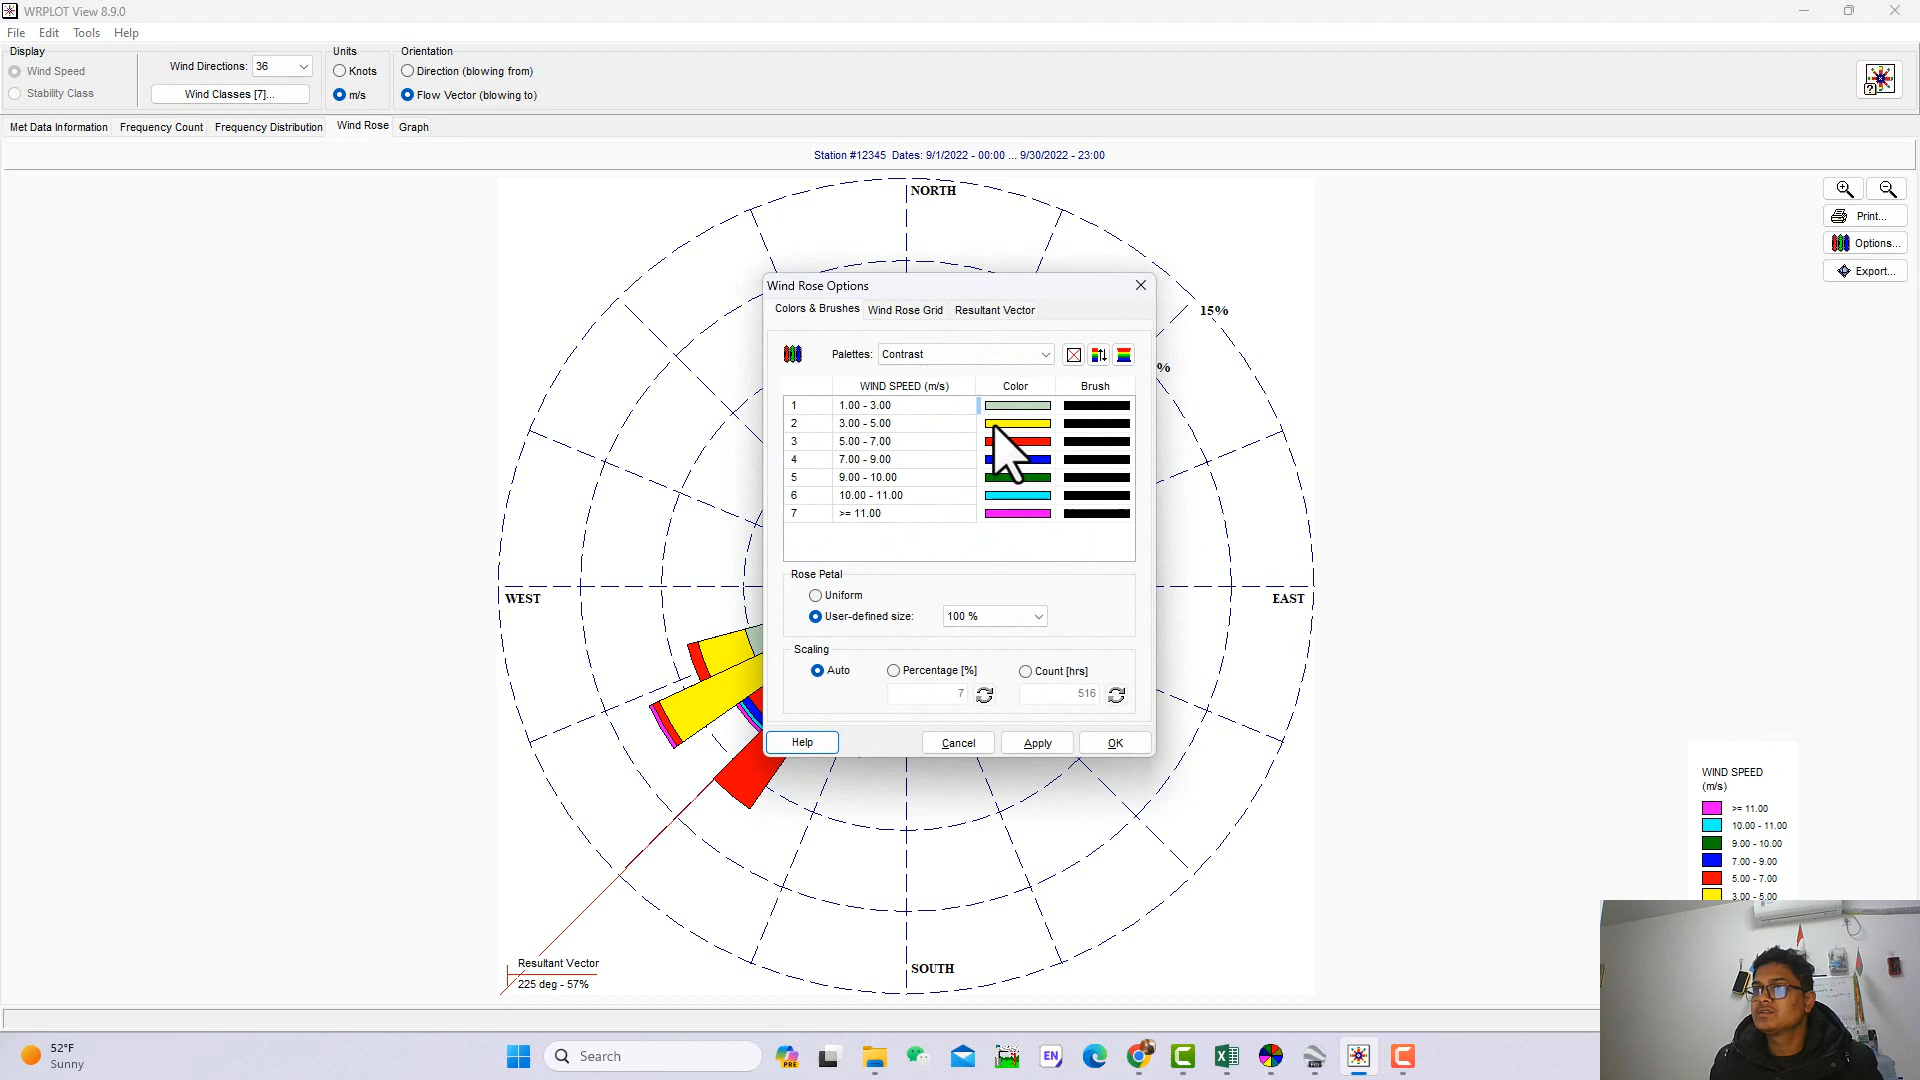 WRPLOT View 8.9.0
File Edit Tools Help
Display
Wind Speed
Stability Class
Wind Directions: 36
Wind Classes [7]...
Units
Knots
m/s
Orientation
Direction (blowing from)
Flow Vector (blowing to)
Met Data Information Frequency Count Frequency Distribution Wind Rose Graph
Station #12345 Dates: 9/1/2022 - 00:00 ... 9/30/2022 - 23:00
Print...
Options...
Export...
NORTH
15%
%
WEST
EAST
SOUTH
Resultant Vector
225 deg - 57%
Wind Rose Options
Colors & Brushes Wind Rose Grid Resultant Vector
Palettes: Contrast
WIND SPEED (m/s) Color Brush
1 1.00 - 3.00
2 3.00 - 5.00
3 5.00 - 7.00
4 7.00 - 9.00
5 9.00 - 10.00
6 10.00 - 11.00
7 >= 11.00
Rose Petal
Uniform
User-defined size: 100 %
Scaling
Auto Percentage [%] Count [hrs]
7 516
Help Cancel Apply OK
WIND SPEED
(m/s)
>= 11.00
10.00 - 11.00
9.00 - 10.00
7.00 - 9.00
5.00 - 7.00
3.00 - 5.00
52°F
Sunny
Search
PRE
EN